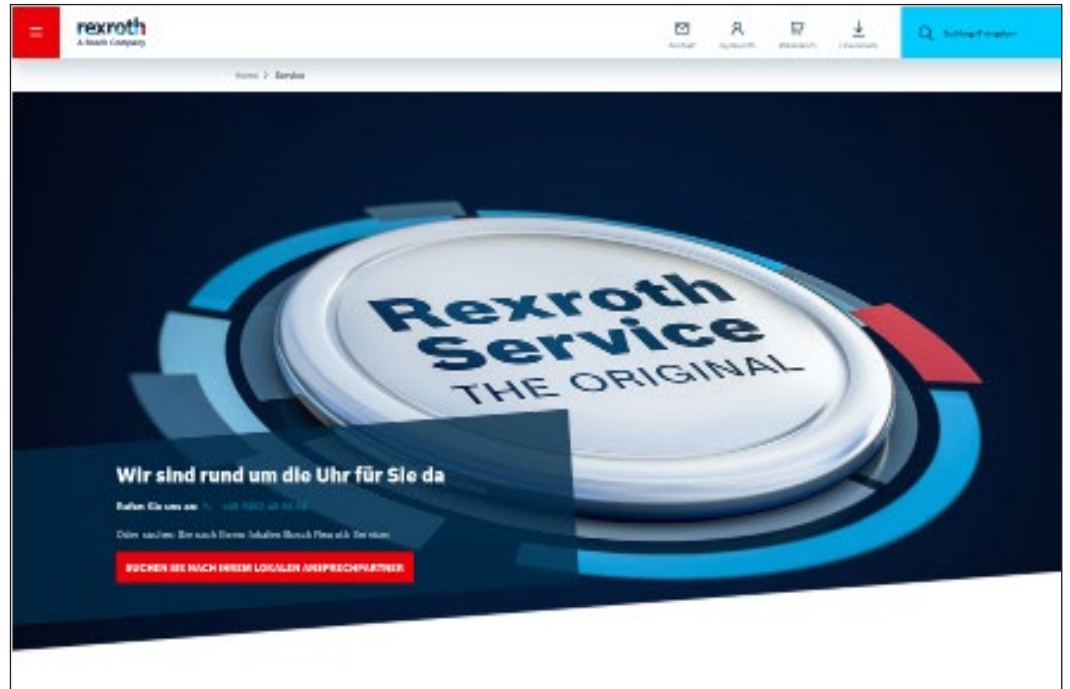 rexroth
A Bosch Company
Home > Service
Rexroth
Service
THE ORIGINAL
Wir sind rund um die Uhr für Sie da
Rufen Sie uns an:
Oder suchen Sie nach Ihrem lokalen Bosch Rexroth Service:
SUCHEN SIE NACH IHREM LOKALEN ANSPRECHPARTNER